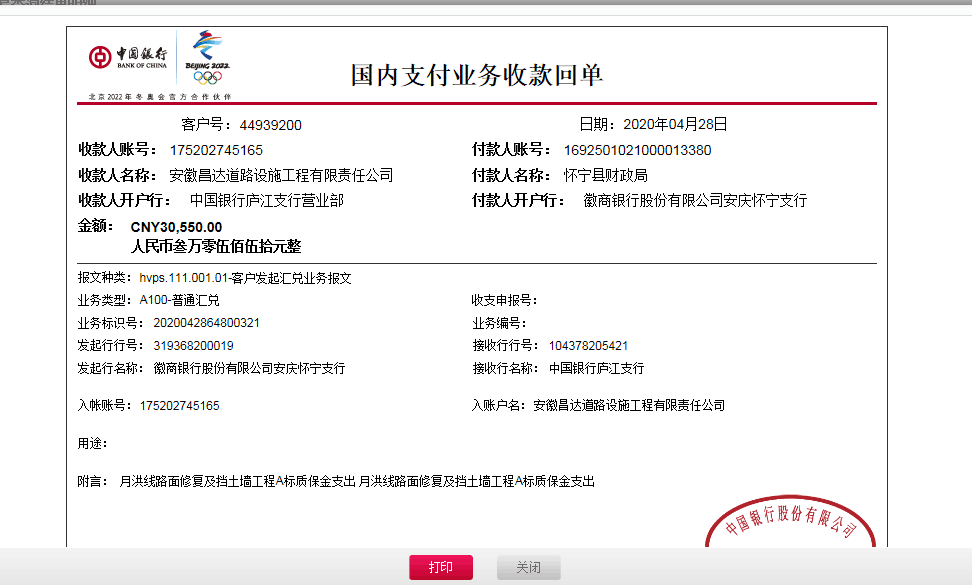 中国银行
BANK OF CHINA
BEIJING 2022
北京2022年冬奥会官方合作伙伴
国内支付业务收款回单
客户号：44939200 日期：2020年04月28日
收款人账号：175202745165 付款人账号：1692501021000013380
收款人名称：安徽昌达道路设施工程有限责任公司 付款人名称：怀宁县财政局
收款人开户行：中国银行庐江支行营业部 付款人开户行：徽商银行股份有限公司安庆怀宁支行
金额：CNY30,550.00
人民币叁万零伍佰伍拾元整
报文种类：hvps.111.001.01-客户发起汇兑业务报文
业务类型：A100-普通汇兑 收支申报号：
业务标识号：2020042864800321 业务编号：
发起行行号：319368200019 接收行行号：104378205421
发起行名称：徽商银行股份有限公司安庆怀宁支行 接收行名称：中国银行庐江支行
入帐账号：175202745165 入账户名：安徽昌达道路设施工程有限责任公司
用途：
附言：月洪线路面修复及挡土墙工程A标质保金支出 月洪线路面修复及挡土墙工程A标质保金支出
中国银行股份有限公司
打印 关闭